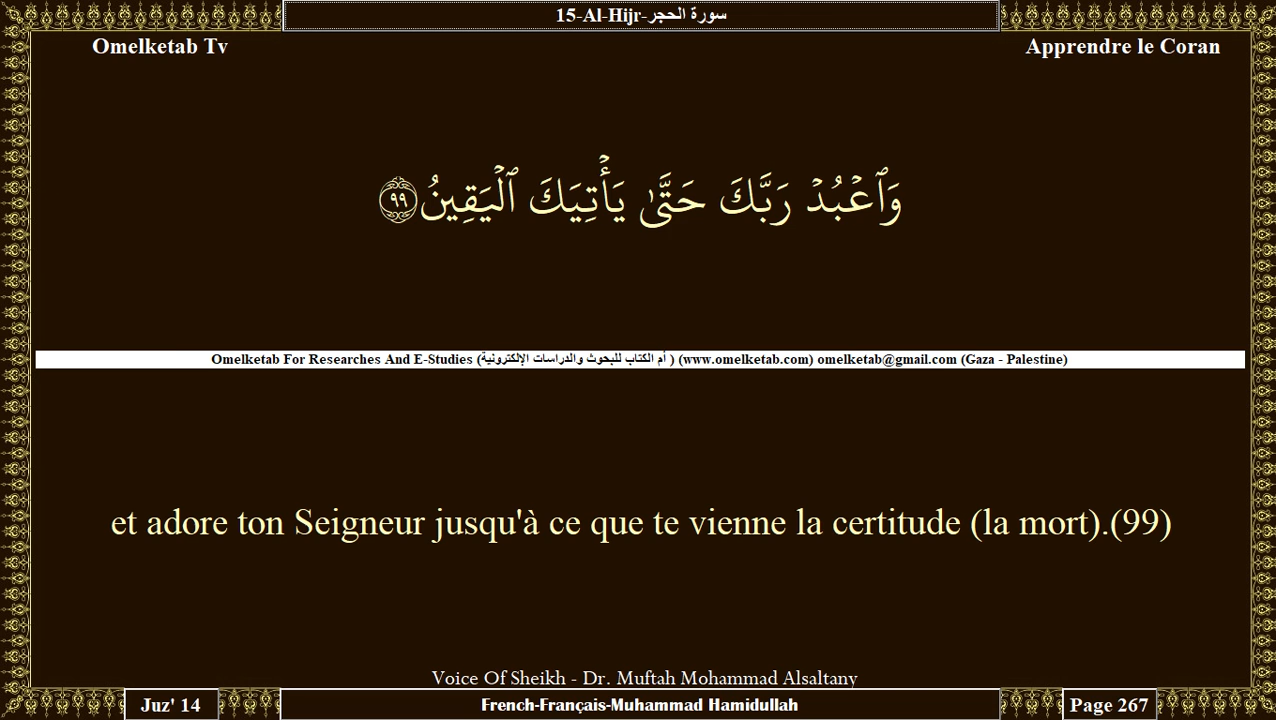 15-Al-Hijr-سورة الحجر
Omelketab Tv
Apprendre le Coran
وَٱعۡبُدۡ رَبَّكَ حَتَّىٰ يَأۡتِيَكَ ٱلۡيَقِينُ ٩٩
Omelketab For Researches And E-Studies (أم الكتاب للبحوث والدراسات الإلكترونية ) (www.omelketab.com) omelketab@gmail.com (Gaza - Palestine)
et adore ton Seigneur jusqu'à ce que te vienne la certitude (la mort).(99)
Voice Of Sheikh - Dr. Muftah Mohammad Alsaltany
Juz' 14
French-Français-Muhammad Hamidullah
Page 267